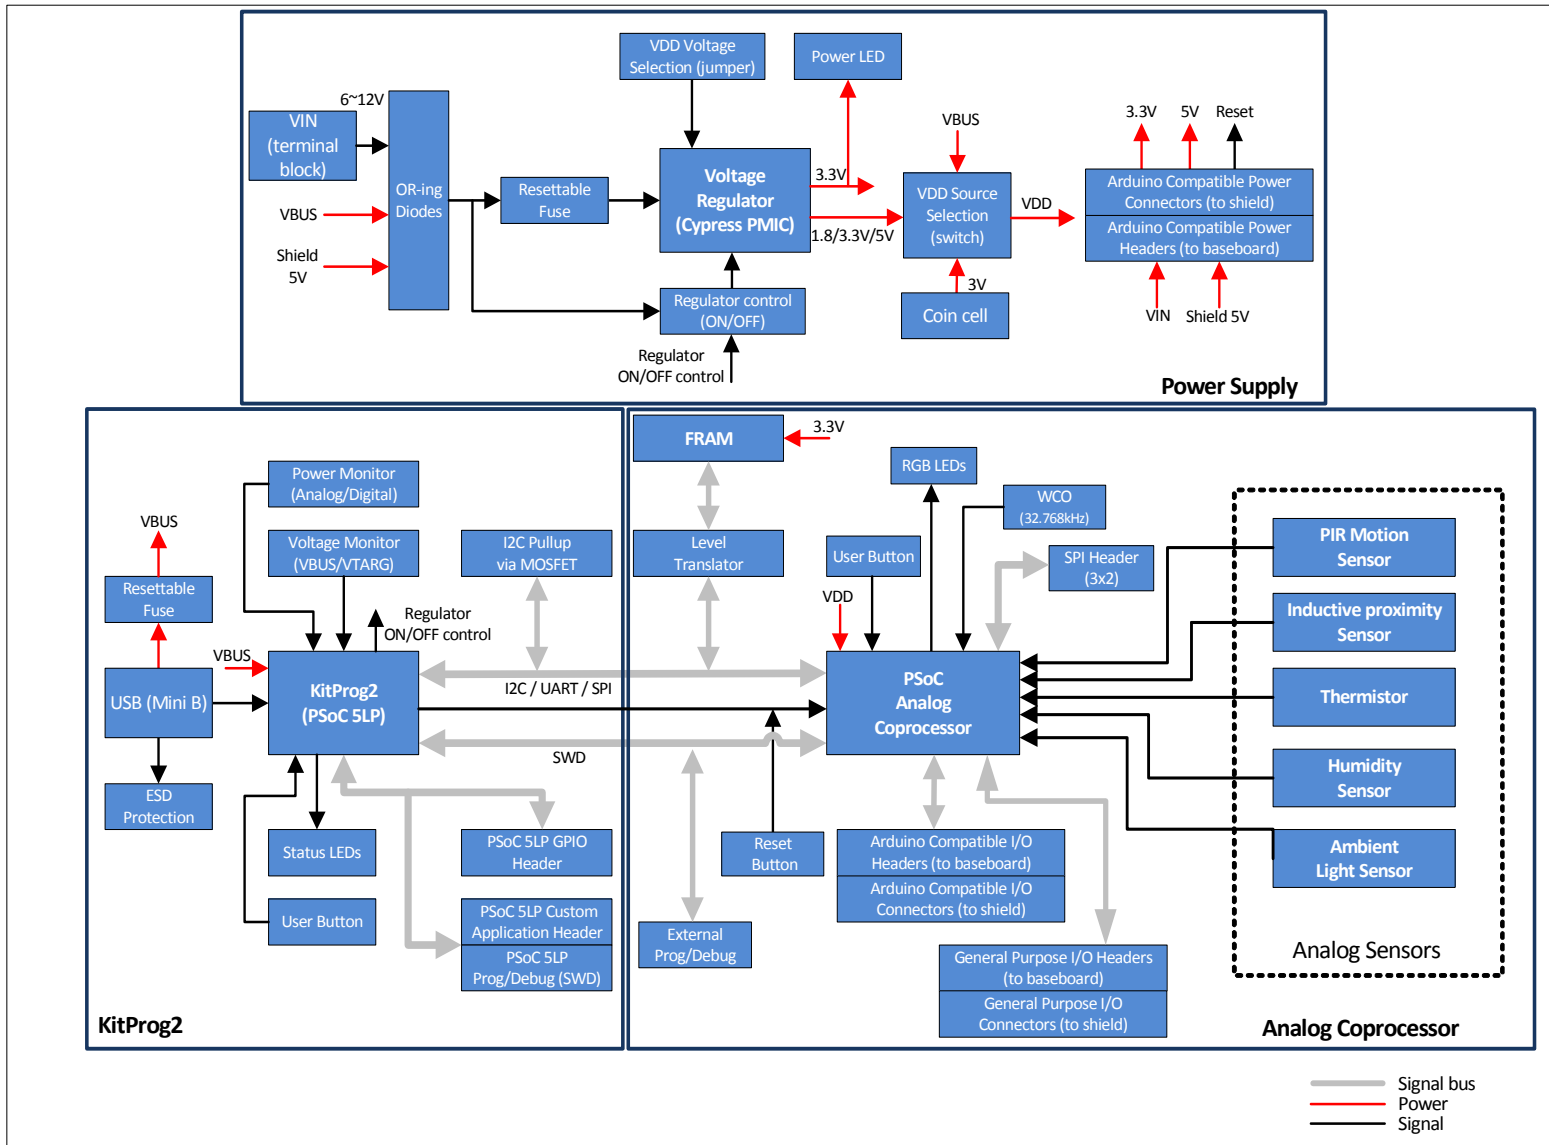 VDD Voltage
Selection (jumper)
Power LED
6~12V
VIN
(terminal
block)
VBUS
Shield
5V
OR-ing
Diodes
Resettable
Fuse
Voltage
Regulator
(Cypress PMIC)
3.3V
1.8/3.3V/5V
VBUS
VDD Source
Selection
(switch)
VDD
3V
Coin cell
Regulator control
(ON/OFF)
Regulator
ON/OFF control
3.3V
5V
Reset
Arduino Compatible Power
Connectors (to shield)
Arduino Compatible Power
Headers (to baseboard)
VIN
Shield 5V
Power Supply
Power Monitor
(Analog/Digital)
VBUS
Voltage Monitor
(VBUS/VTARG)
I2C Pullup
via MOSFET
Resettable
Fuse
Regulator
ON/OFF control
VBUS
USB (Mini B)
KitProg2
(PSoC 5LP)
I2C / UART / SPI
SWD
ESD
Protection
Status LEDs
PSoC 5LP GPIO
Header
User Button
PSoC 5LP Custom
Application Header
PSoC 5LP
Prog/Debug (SWD)
KitProg2
FRAM
3.3V
RGB LEDs
WCO
(32.768kHz)
Level
Translator
User Button
SPI Header
(3x2)
VDD
PSoC
Analog
Coprocessor
PIR Motion
Sensor
Inductive proximity
Sensor
Thermistor
Humidity
Sensor
Ambient
Light Sensor
Analog Sensors
Reset
Button
Arduino Compatible I/O
Headers (to baseboard)
Arduino Compatible I/O
Connectors (to shield)
External
Prog/Debug
General Purpose I/O Headers
(to baseboard)
General Purpose I/O
Connectors (to shield)
Analog Coprocessor
Signal bus
Power
Signal